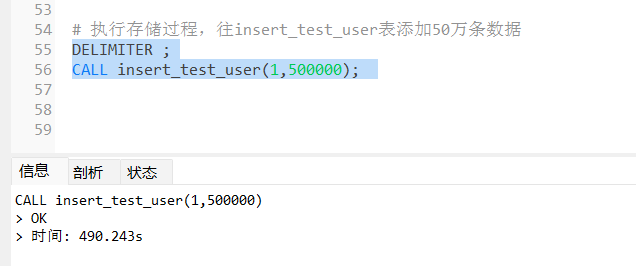 53
54 # 执行存储过程，往insert_test_user表添加50万条数据
55 DELIMITER ;
56 CALL insert_test_user(1,500000);
57
58
59
信息 剖析 状态
CALL insert_test_user(1,500000)
> OK
> 时间: 490.243s